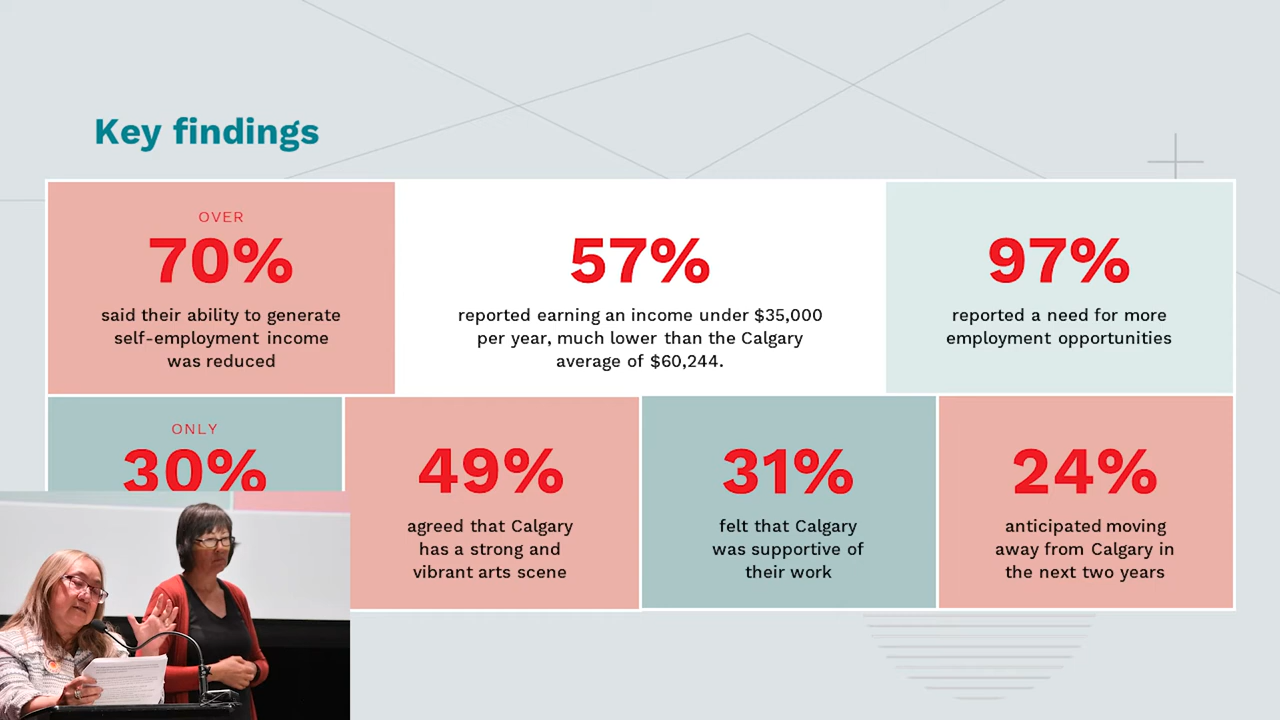 Key findings
OVER
70%
said their ability to generate
self-employment income
was reduced
57%
reported earning an income under $35,000
per year, much lower than the Calgary
average of $60,244.
97%
reported a need for more
employment opportunities
ONLY
30%
49%
agreed that Calgary
has a strong and
vibrant arts scene
31%
felt that Calgary
was supportive of
their work
24%
anticipated moving
away from Calgary in
the next two years